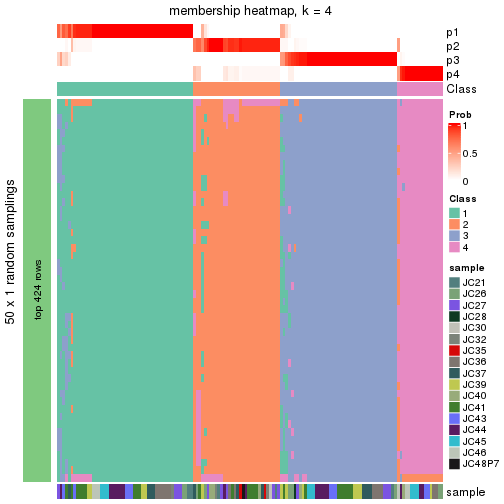 membership heatmap, k = 4
p1
p2
p3
p4
Class
50 x 1 random samplings
top 424 rows
sample
Prob
1
0.5
0
Class
1
2
3
4
sample
JC21
JC26
JC27
JC28
JC30
JC32
JC35
JC36
JC37
JC39
JC40
JC41
JC43
JC44
JC45
JC46
JC48P7